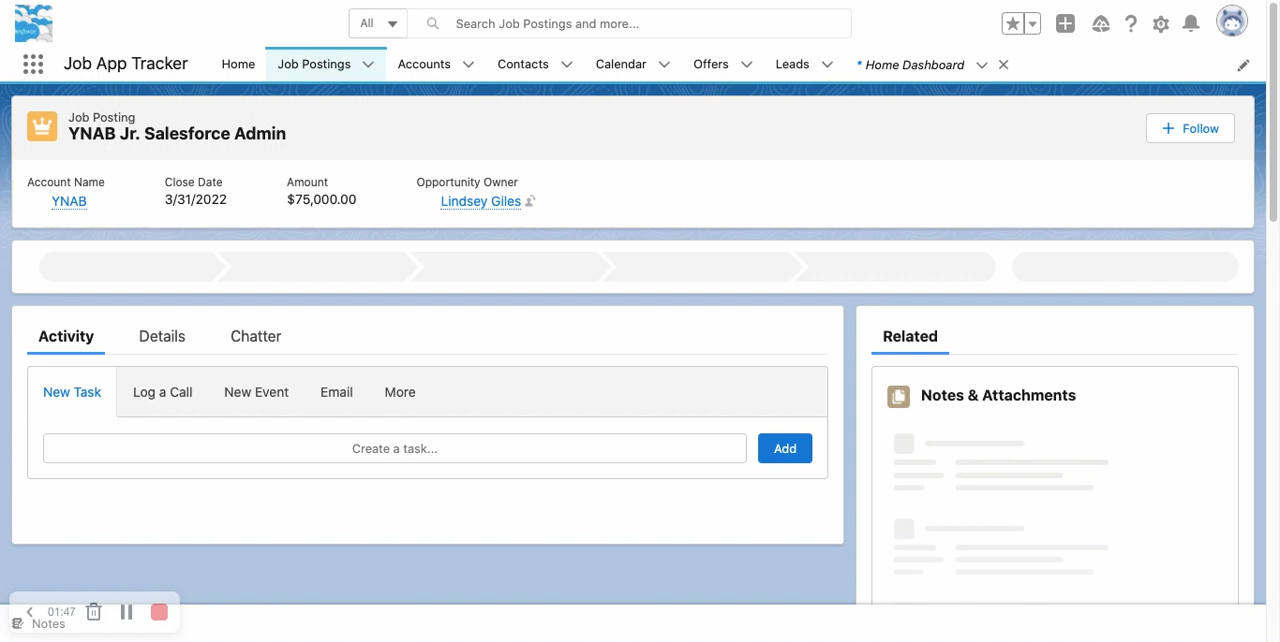 All
Search Job Postings and more...
Job App Tracker
Home
Job Postings
Accounts
Contacts
Calendar
Offers
Leads
* Home Dashboard
Job Posting
YNAB Jr. Salesforce Admin
Follow
Account Name
Close Date
Amount
Opportunity Owner
YNAB
3/31/2022
$75,000.00
Lindsey Giles
Activity
Details
Chatter
Related
New Task
Log a Call
New Event
Email
More
Notes & Attachments
Create a task...
Add
01:47
Notes